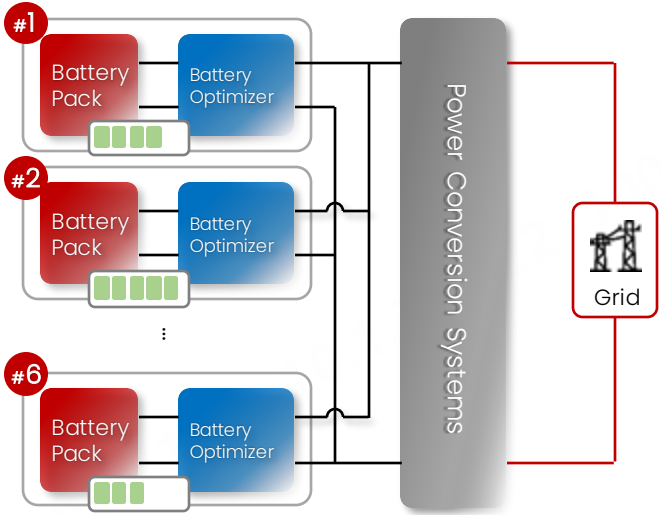 #1
Battery
Pack
Battery
Optimizer
#2
Battery
Pack
Battery
Optimizer
...
#6
Battery
Pack
Battery
Optimizer
Power Conversion Systems
Grid